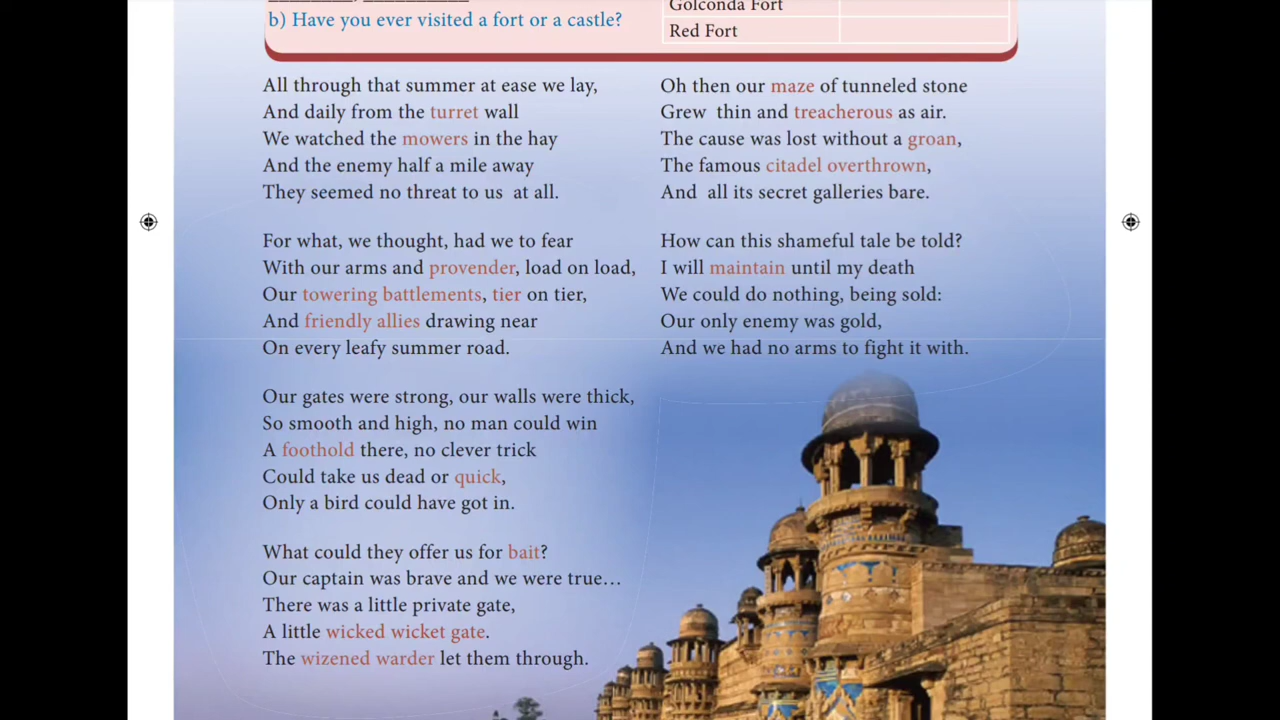 b) Have you ever visited a fort or a castle?
Golconda Fort
Red Fort
All through that summer at ease we lay,
And daily from the turret wall
We watched the mowers in the hay
And the enemy half a mile away
They seemed no threat to us at all.
For what, we thought, had we to fear
With our arms and provender, load on load,
Our towering battlements, tier on tier,
And friendly allies drawing near
On every leafy summer road.
Our gates were strong, our walls were thick,
So smooth and high, no man could win
A foothold there, no clever trick
Could take us dead or quick,
Only a bird could have got in.
What could they offer us for bait?
Our captain was brave and we were true…
There was a little private gate,
A little wicked wicket gate.
The wizened warder let them through.
Oh then our maze of tunneled stone
Grew thin and treacherous as air.
The cause was lost without a groan,
The famous citadel overthrown,
And all its secret galleries bare.
How can this shameful tale be told?
I will maintain until my death
We could do nothing, being sold:
Our only enemy was gold,
And we had no arms to fight it with.